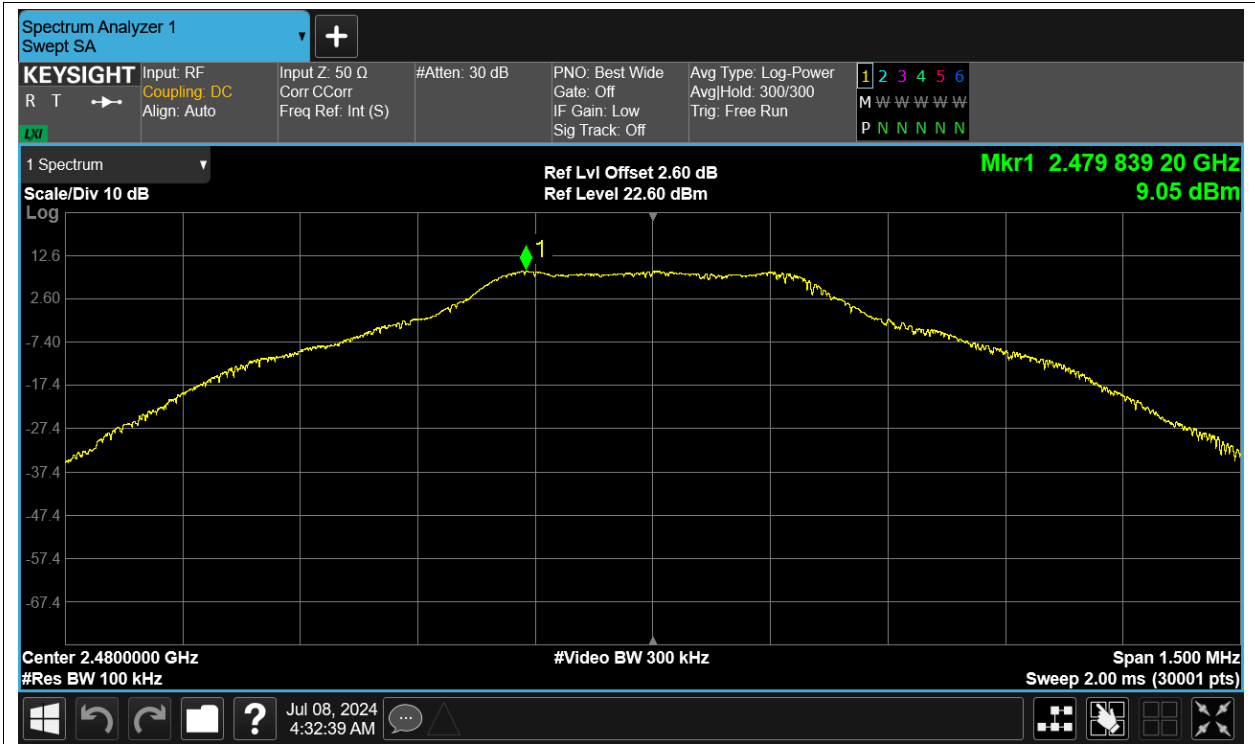 Spectrum Analyzer 1
Swept SA
KEYSIGHT
R T
LXI
Input: RF
Coupling: DC
Align: Auto
Input Z: 50 Ω
Corr CCorr
Freq Ref: Int (S)
#Atten: 30 dB
PNO: Best Wide
Gate: Off
IF Gain: Low
Sig Track: Off
Avg Type: Log-Power
Avg|Hold: 300/300
Trig: Free Run
1 2 3 4 5 6
M W W W W W
P N N N N N
1 Spectrum
Scale/Div 10 dB
Log
Ref Lvl Offset 2.60 dB
Ref Level 22.60 dBm
Mkr1 2.479 839 20 GHz
9.05 dBm
1
12.6
2.60
-7.40
-17.4
-27.4
-37.4
-47.4
-57.4
-67.4
Center 2.4800000 GHz
#Res BW 100 kHz
#Video BW 300 kHz
Span 1.500 MHz
Sweep 2.00 ms (30001 pts)
?
Jul 08, 2024
4:32:39 AM